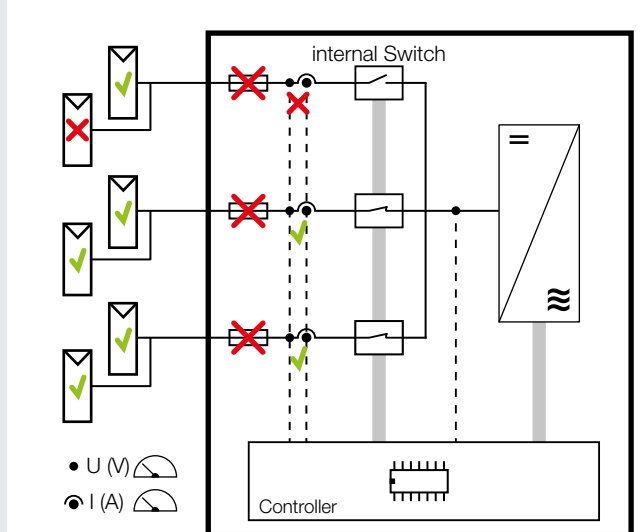 internal Switch
U (V)
I (A)
Controller